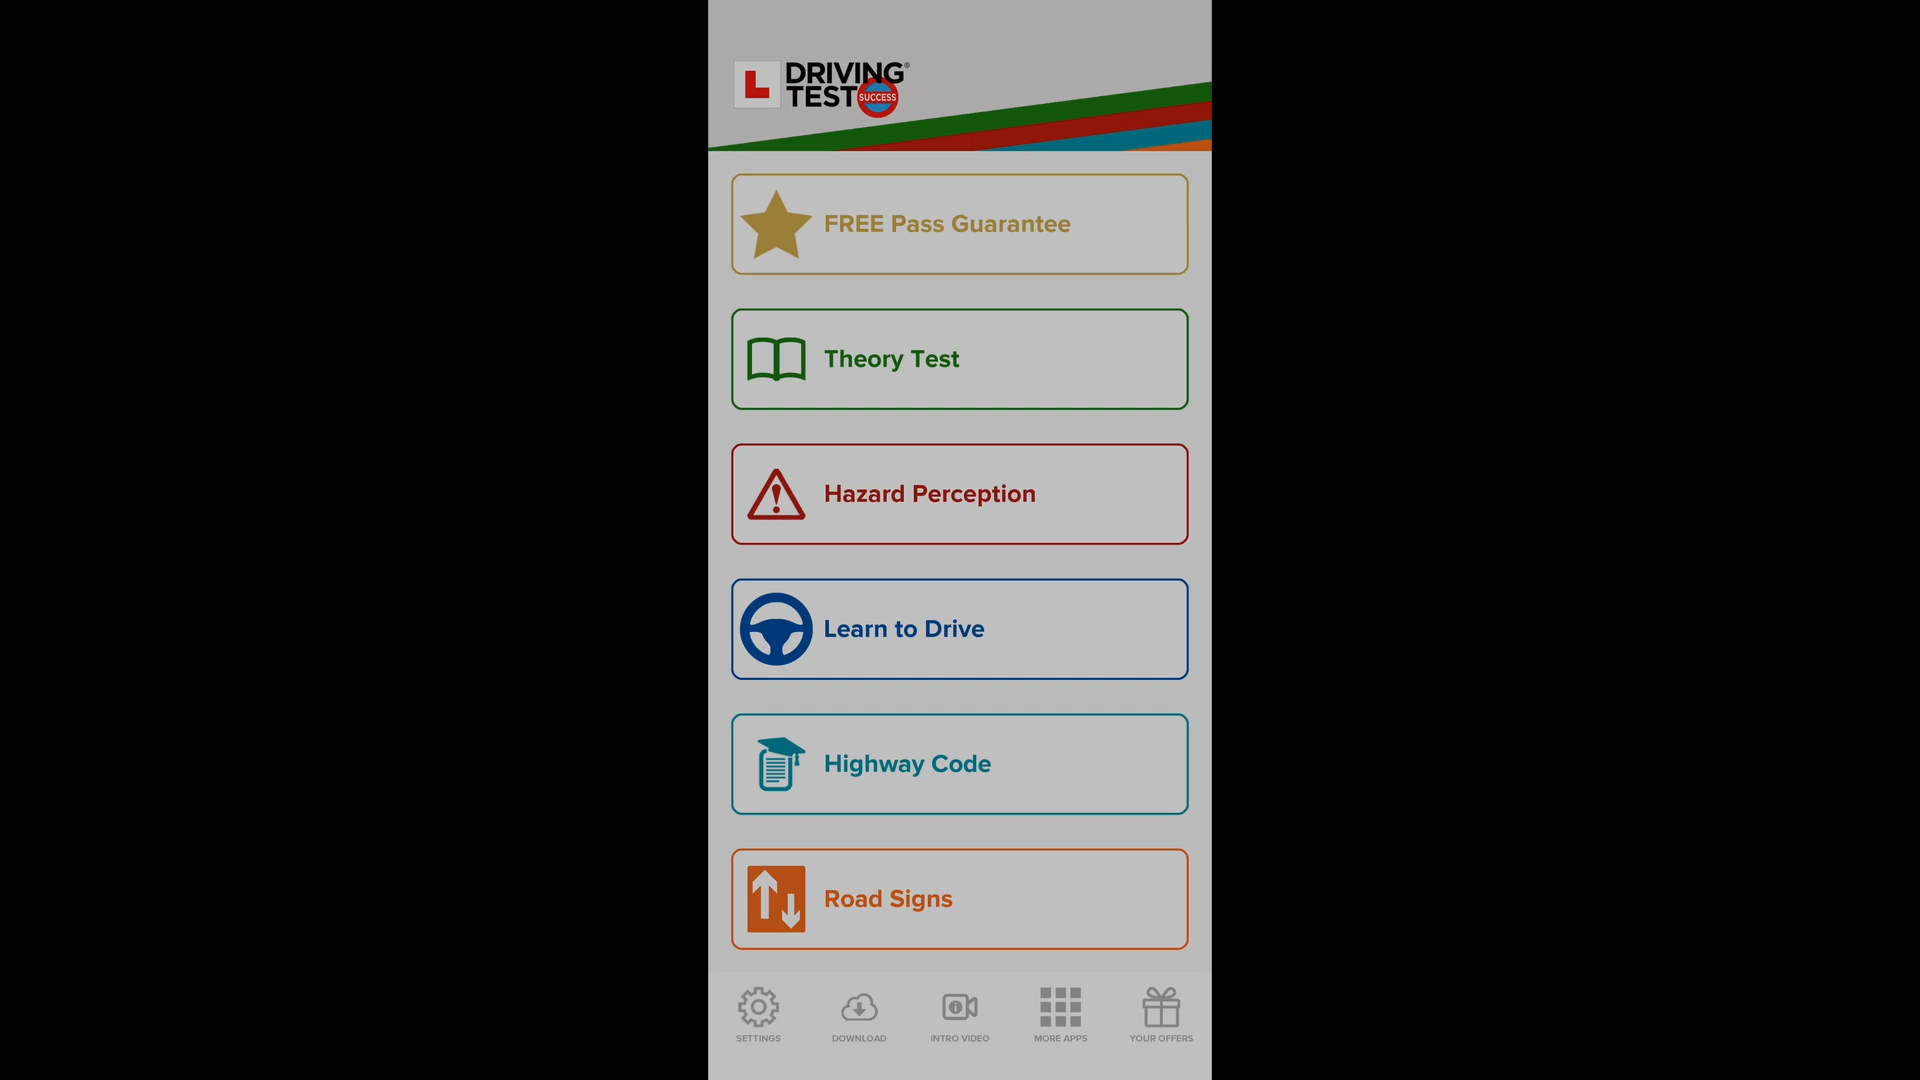 L DRIVING®
TEST SUCCESS
FREE Pass Guarantee
Theory Test
Hazard Perception
Learn to Drive
Highway Code
Road Signs
SETTINGS DOWNLOAD INTRO VIDEO MORE APPS YOUR OFFERS